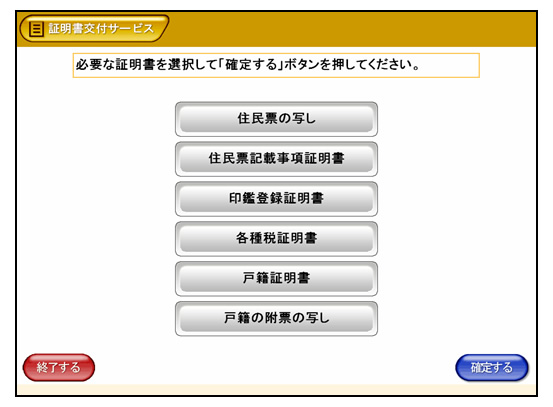 証明書交付サービス
必要な証明書を選択して「確定する」ボタンを押してください。
住民票の写し
住民票記載事項証明書
印鑑登録証明書
各種税証明書
戸籍証明書
戸籍の附票の写し
終了する
確定する